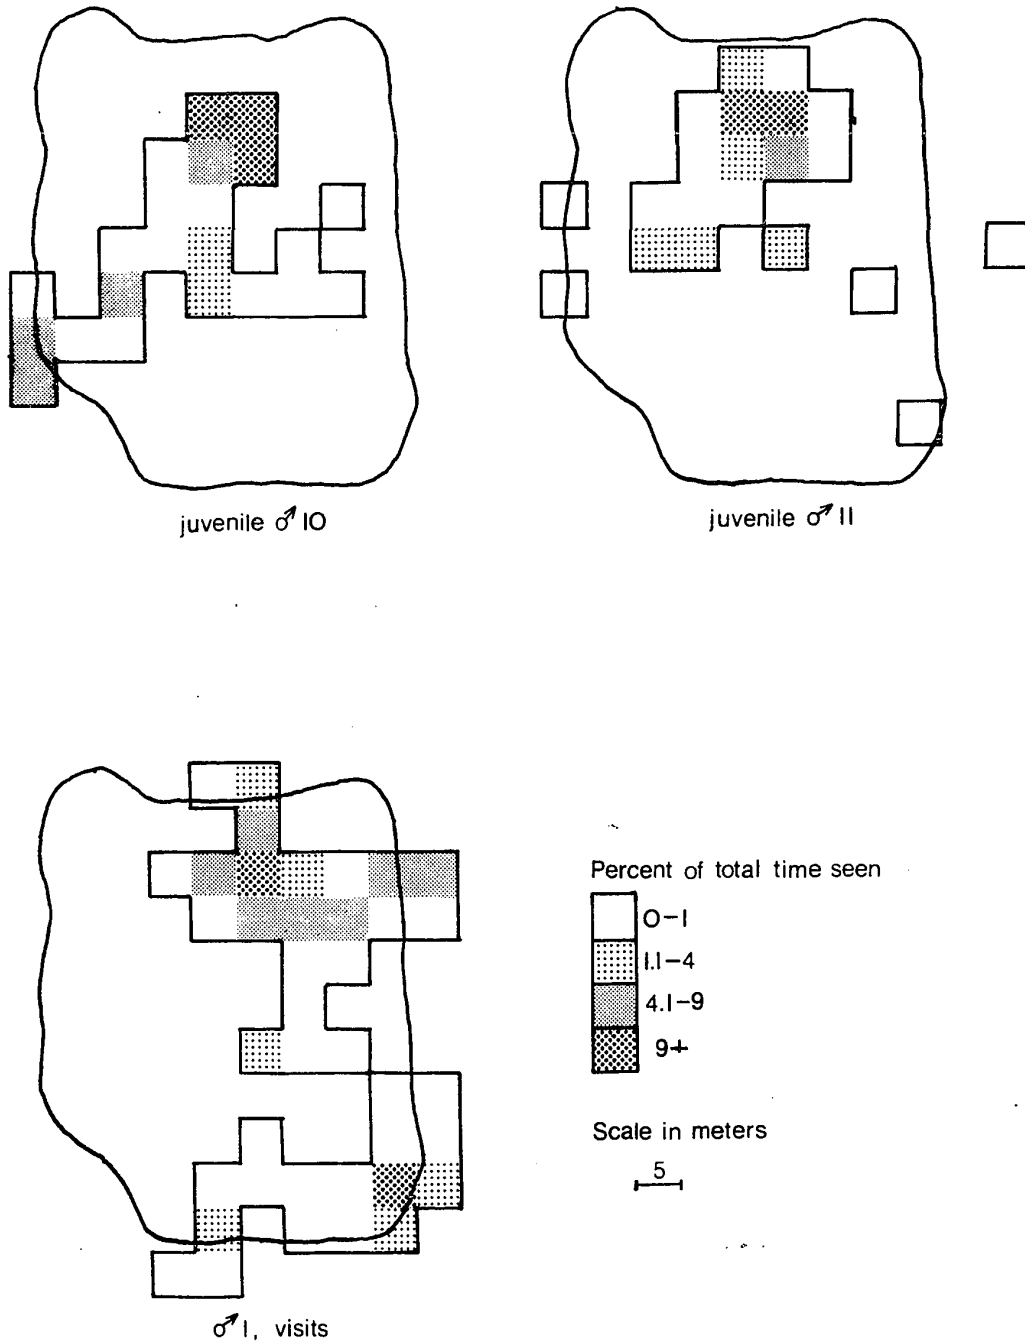 juvenile ♂ 10
juvenile ♂ 11
Percent of total time seen
0-1
1.1-4
4.1-9
9+
Scale in meters
5
♂ 1, visits